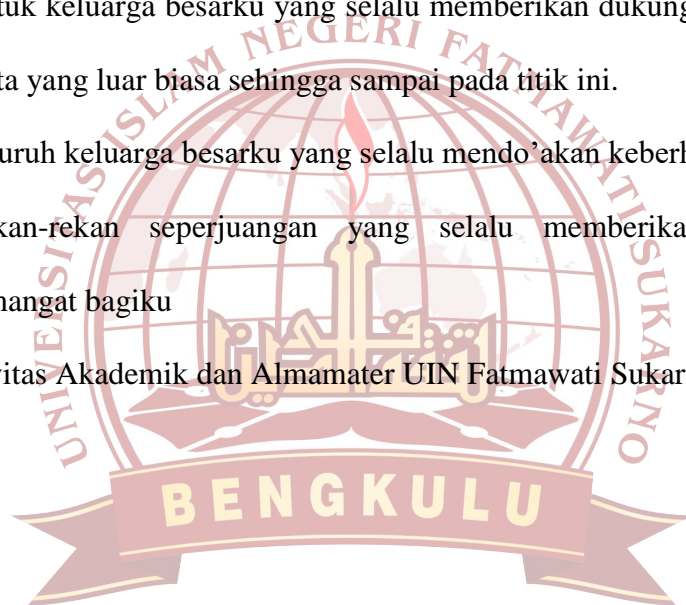 tuk keluarga besarku yang selalu memberikan dukung
ta yang luar biasa sehingga sampai pada titik ini.
uruh keluarga besarku yang selalu mendo’akan keberh
kan-rekan seperjuangan yang selalu memberika
mangat bagiku
vitas Akademik dan Almamater UIN Fatmawati Sukar
UNIVERSITAS ISLAM NEGERI FATMAWATI SUKARNO
BENGKULU